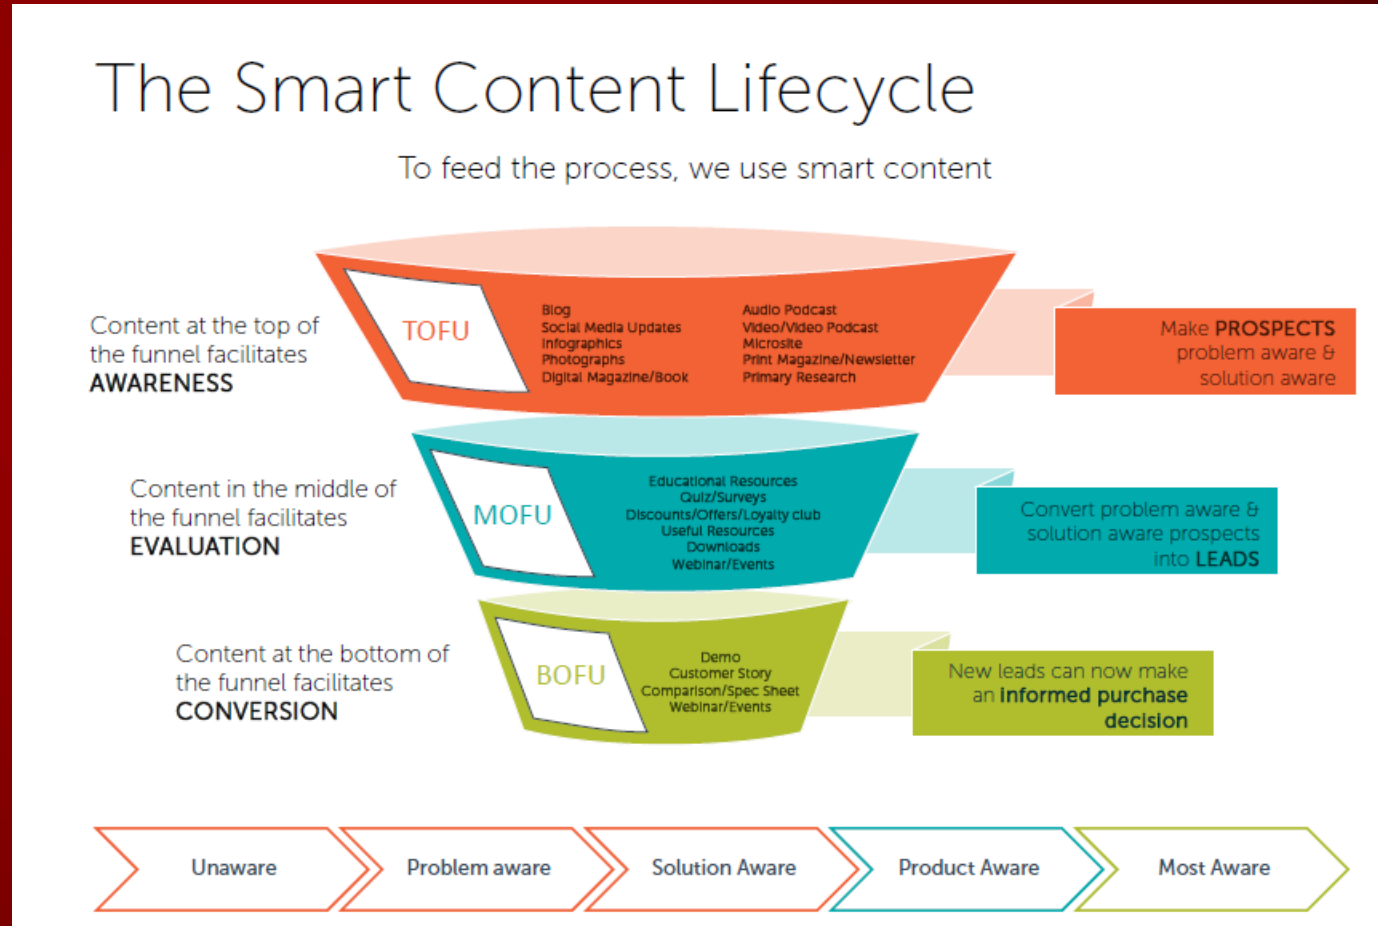 The Smart Content Lifecycle
To feed the process, we use smart content
Content at the top of
the funnel facilitates
AWARENESS
TOFU
Blog
Social Media Updates
Infographics
Photographs
Digital Magazine/Book
Audio Podcast
Video/Video Podcast
Microsite
Print Magazine/Newsletter
Primary Research
Make PROSPECTS
problem aware &
solution aware
Content in the middle of
the funnel facilitates
EVALUATION
MOFU
Educational Resources
Quiz/Surveys
Discounts/Offers/Loyalty club
Useful Resources
Downloads
Webinar/Events
Convert problem aware &
solution aware prospects
into LEADS
Content at the bottom of
the funnel facilitates
CONVERSION
BOFU
Demo
Customer Story
Comparison/Spec Sheet
Webinar/Events
New leads can now make
an informed purchase
decision
Unaware
Problem aware
Solution Aware
Product Aware
Most Aware